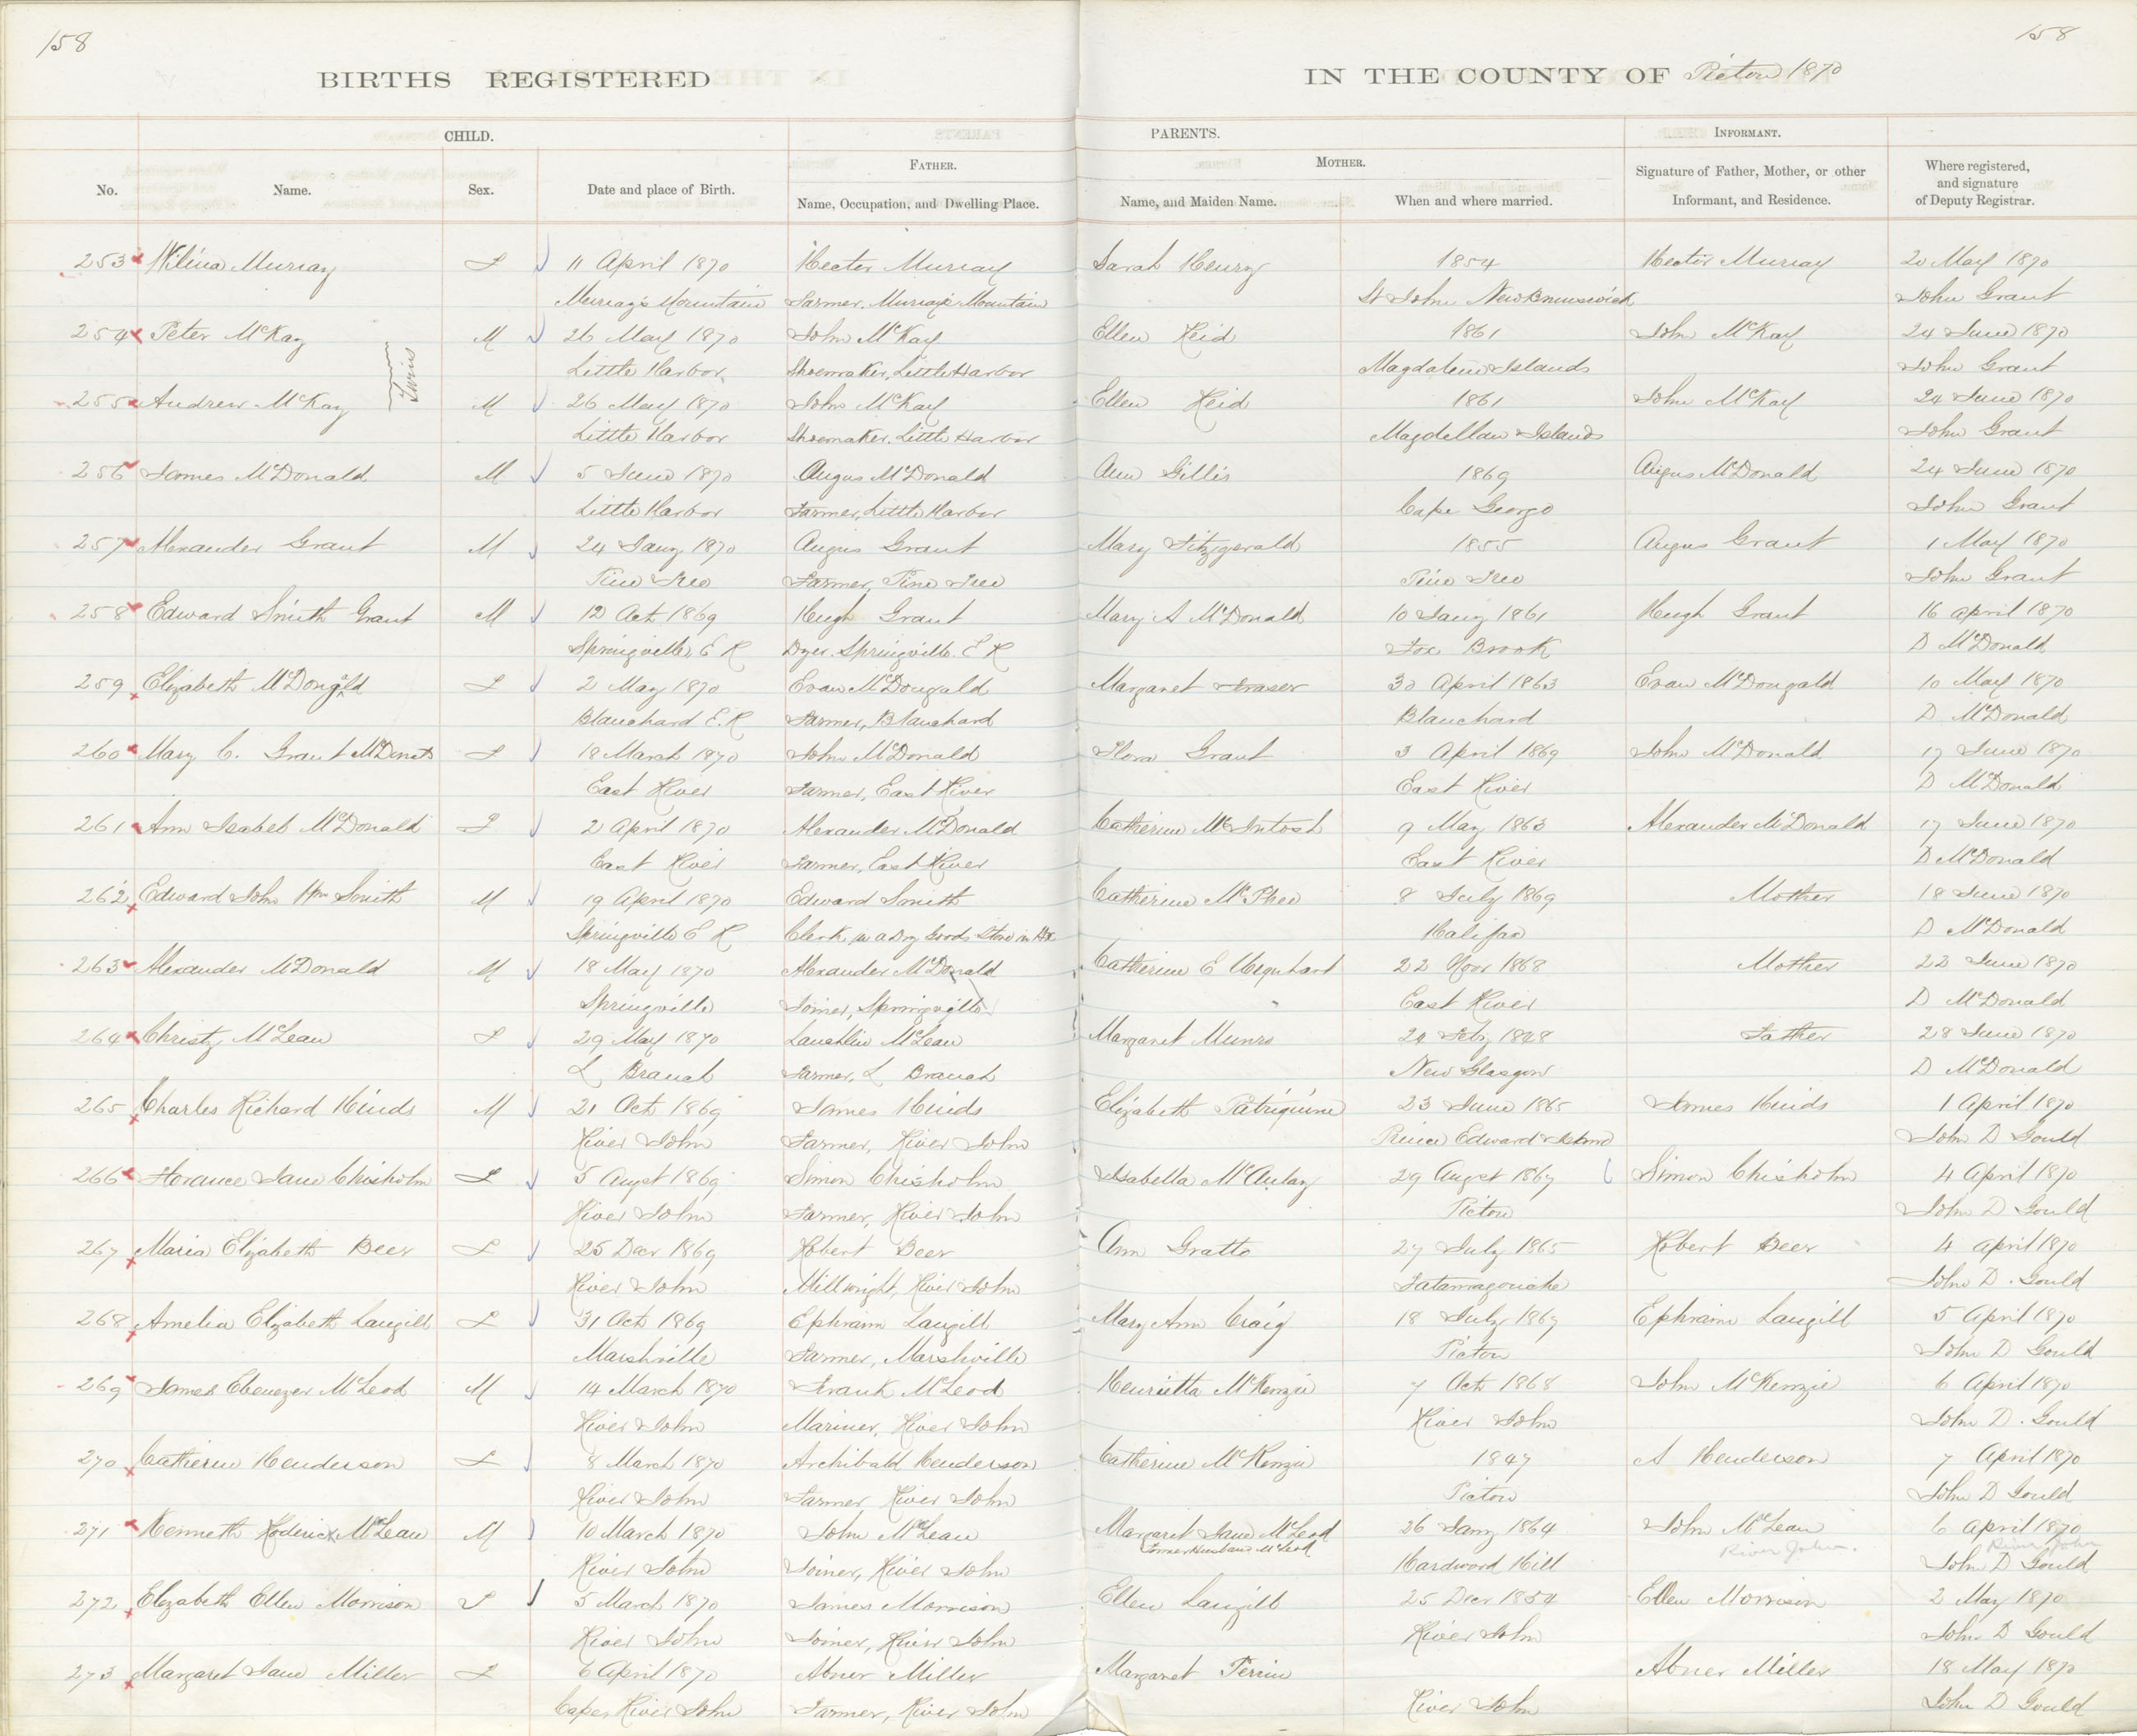 158
158
BIRTHS REGISTERED
IN THE COUNTY OF Pictou 1870
CHILD.
PARENTS.
INFORMANT.
No.
Name.
Sex.
Date and place of Birth.
FATHER.
Name, Occupation, and Dwelling Place.
MOTHER.
Name, and Maiden Name.
When and where married.
Signature of Father, Mother, or other
Informant, and Residence.
Where registered,
and signature
of Deputy Registrar.
253 Wilina Murray F 11 April 1870 Hector Murray Sarah Henry 1854 Hector Murray 20 May 1870
Murray's Mountain Farmer, Murray's Mountain St John New Brunswick John Grant
254 Peter McKay M 26 May 1870 John McKay Ellen Reid 1861 John McKay 24 June 1870
Twins
Little Harbor Shoemaker, Little Harbor Magdalene Islands John Grant
255 Andrew McKay M 26 May 1870 John McKay Ellen Reid 1861 John McKay 24 June 1870
Little Harbor Shoemaker, Little Harbor Magdellan Islands John Grant
256 James McDonald M 5 June 1870 Angus McDonald Ann Gillis 1869 Angus McDonald 24 June 1870
Little Harbor Farmer, Little Harbor Cape George John Grant
257 Alexander Grant M 24 Jany 1870 Angus Grant Mary Fitzgerald 1855 Angus Grant 1 May 1870
Pine Tree Farmer, Pine Tree Pine Tree John Grant
258 Edward Smith Grant M 12 Oct 1869 Hugh Grant Mary A McDonald 10 Jany 1861 Hugh Grant 16 April 1870
Springville, E R Dyer, Springville, E R Fox Brook D McDonald
259 Elizabeth McDongald F 2 May 1870 Evan McDougald Margaret Fraser 30 April 1863 Evan McDougald 10 May 1870
Blanchard E.R Farmer, Blanchard Blanchard D McDonald
260 Mary C. Grant McDonald F 18 March 1870 John McDonald Flora Grant 3 April 1869 John McDonald 17 June 1870
East River Farmer, East River East River D McDonald
261 Ann Isabel McDonald F 2 April 1870 Alexander McDonald Catherine McIntosh 9 May 1863 Alexander McDonald 17 June 1870
East River Farmer, East River East River D McDonald
262 Edward John Wm Smith M 19 April 1870 Edward Smith Catherine McPhee 8 July 1869 Mother 18 June 1870
Springville E R Clerk in a Dry Goods Store in Hx Halifax D McDonald
263 Alexander McDonald M 18 May 1870 Alexander McDonald Catherine E Urquhart 22 Novr 1868 Mother 22 June 1870
Springville Joiner, Springville East River D McDonald
264 Christy McLean F 29 May 1870 Lauchlin McLean Margaret Munro Feby Father 28 June 1870
L Branch Farmer, L Branch New Glasgow D McDonald
265 Charles Richard Hinds M 21 Oct 1869 James Hinds Elizabeth Patriquine 23 June 1865 James Hinds 1 April 1870
River John Farmer, River John Prince Edward Island John D Gould
266 Florance Jane Chisholm F 5 Augst 1869 Simon Chisholm Isabella McAulay 29 Augst 1867 Simon Chisholm 4 April 1870
River John Farmer, River John Pictou John D Gould
267 Maria Elizabeth Beer F 25 Decr 1869 Robert Beer Ann Gratto 27 July 1865 Robert Beer 4 April 1870
River John Millwright, River John Tatamagouche John D. Gould
268 Amelia Elizabeth Langill F 31 Oct 1869 Ephraim Langill Mary Ann Craig 18 July 1867 Ephraim Langill 5 April 1870
Marshville Farmer, Marshville Pictou John D Gould
269 James Ebenezer McLeod M 14 March 1870 Frank McLeod Henrietta McKenzie 7 Oct 1868 John McKenzie 6 April 1870
River John Mariner, River John River John John D. Gould
270 Catherine Henderson F 8 March 1870 Archibald Henderson Catherine McKenzie 1847 A Henderson 7 April 1870
River John Farmer River John Pictou John D Gould
271 Kenneth Roderick McLean M 10 March 1870 John McLean Margaret Jane McLeod 26 Jany 1864 John McLean 6 April 1870
Former Husband McLeod River John. River John
River John Joiner, River John Hardwood Hill John D Gould
272 Elizabeth Ellen Morrison F 5 March 1870 James Morrison Ellen Langill 25 Decr 1854 Ellen Morrison 2 May 1870
River John Joiner, River John River John John D Gould
273 Margaret Jane Miller F 6 April 1870 Abner Miller Margaret Perrin Abner Miller 18 May 1870
Cape River John Farmer, River John River John John D Gould